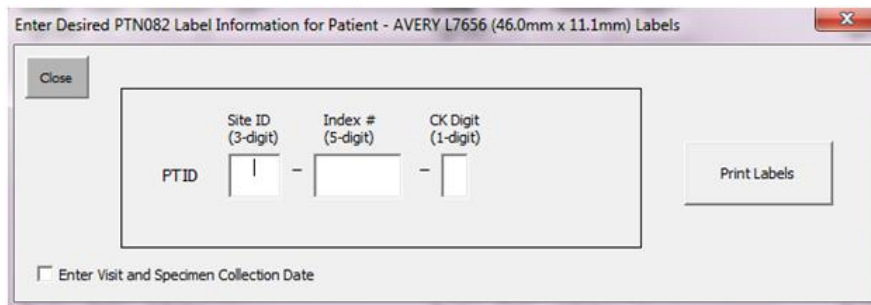 Enter Desired PTN082 Label Information for Patient - AVERY L7656 (46.0mm x 11.1mm) Labels
Close
Site ID Index # CK Digit
(3-digit) (5-digit) (1-digit)
PTID - -
Print Labels
Enter Visit and Specimen Collection Date